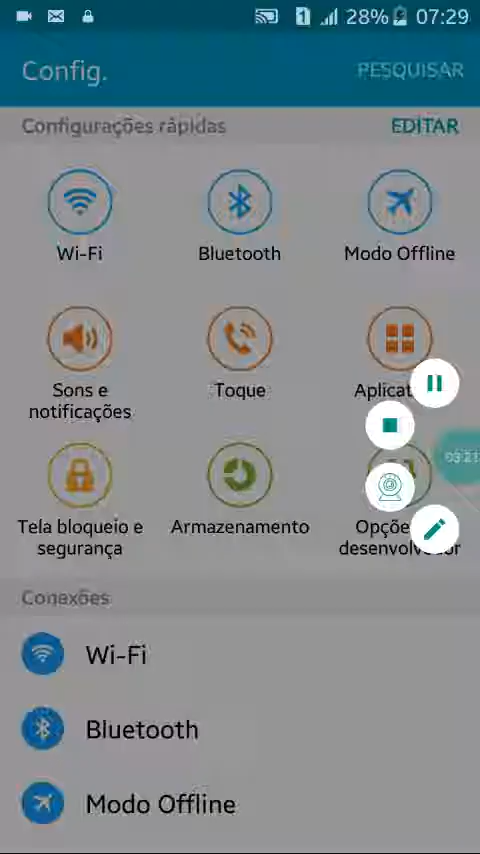 1 28% 07:29
Config. PESQUISAR
Configurações rápidas EDITAR
Wi-Fi Bluetooth Modo Offline
Sons e notificações Toque
Tela bloqueio e segurança Armazenamento
Conexões
Wi-Fi
Bluetooth
Modo Offline